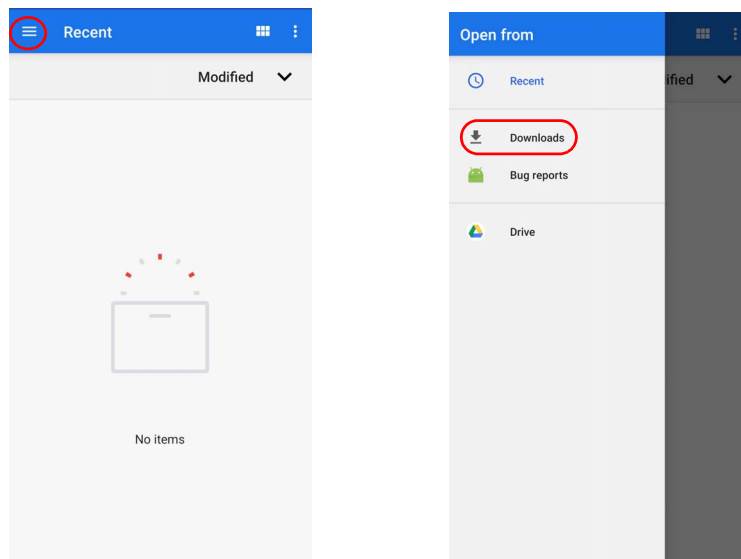 Recent
Modified
No items
Open from
Recent
ified
Downloads
Bug reports
Drive